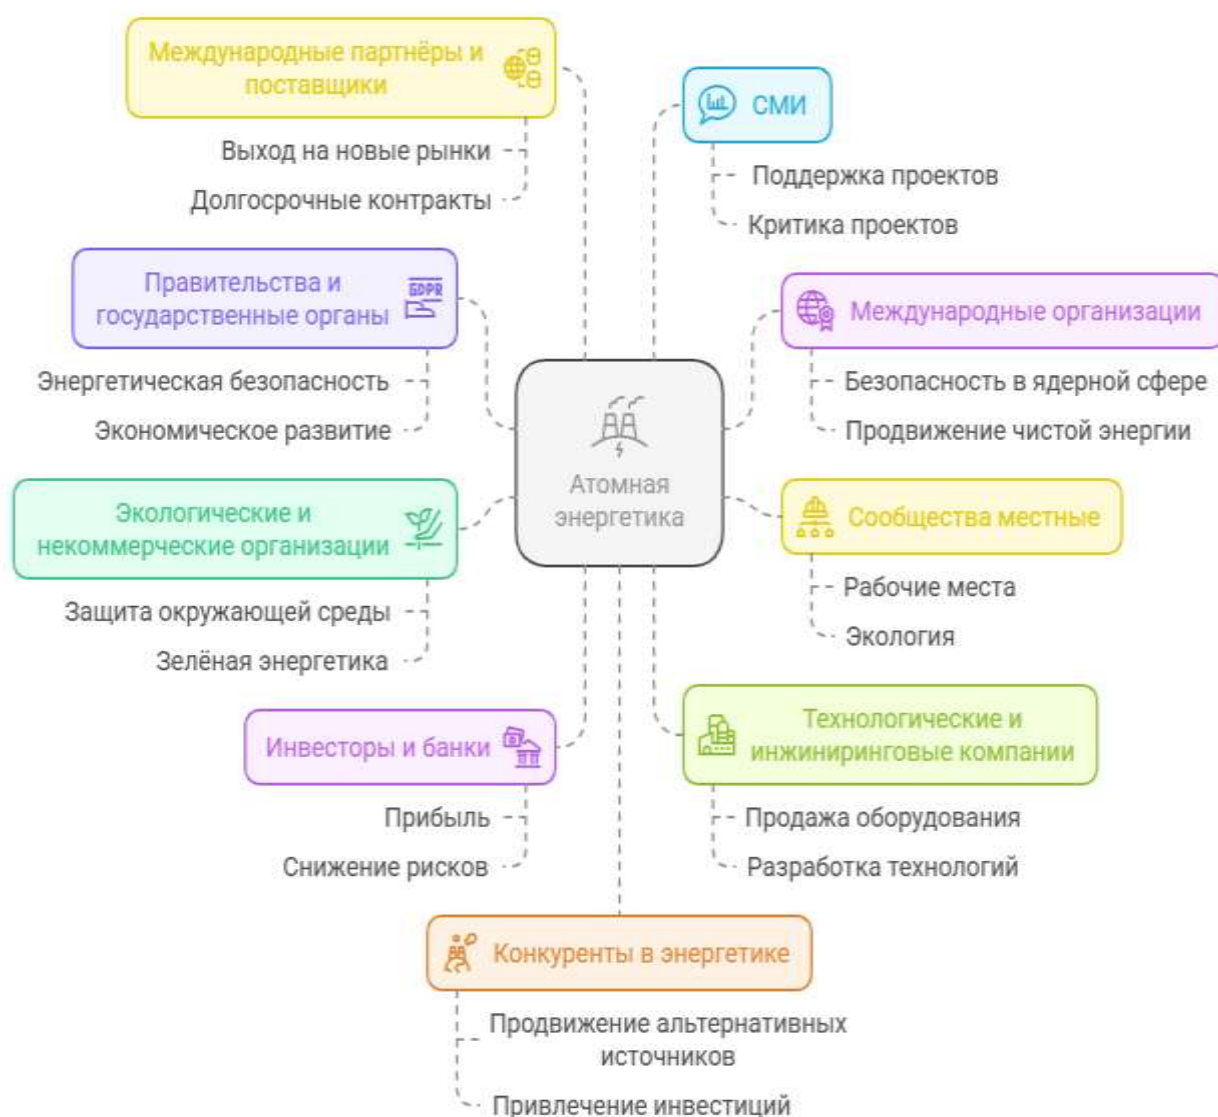 Международные партнёры и
поставщики
Выход на новые рынки
Долгосрочные контракты
СМИ
Поддержка проектов
Критика проектов
Правительства и
государственные органы
GDPR
Энергетическая безопасность
Экономическое развитие
Международные организации
Безопасность в ядерной сфере
Продвижение чистой энергии
Атомная
энергетика
Экологические и
некоммерческие организации
Защита окружающей среды
Зелёная энергетика
Сообщества местные
Рабочие места
Экология
Инвесторы и банки
Прибыль
Снижение рисков
Технологические и
инжиниринговые компании
Продажа оборудования
Разработка технологий
Конкуренты в энергетике
Продвижение альтернативных
источников
Привлечение инвестиций